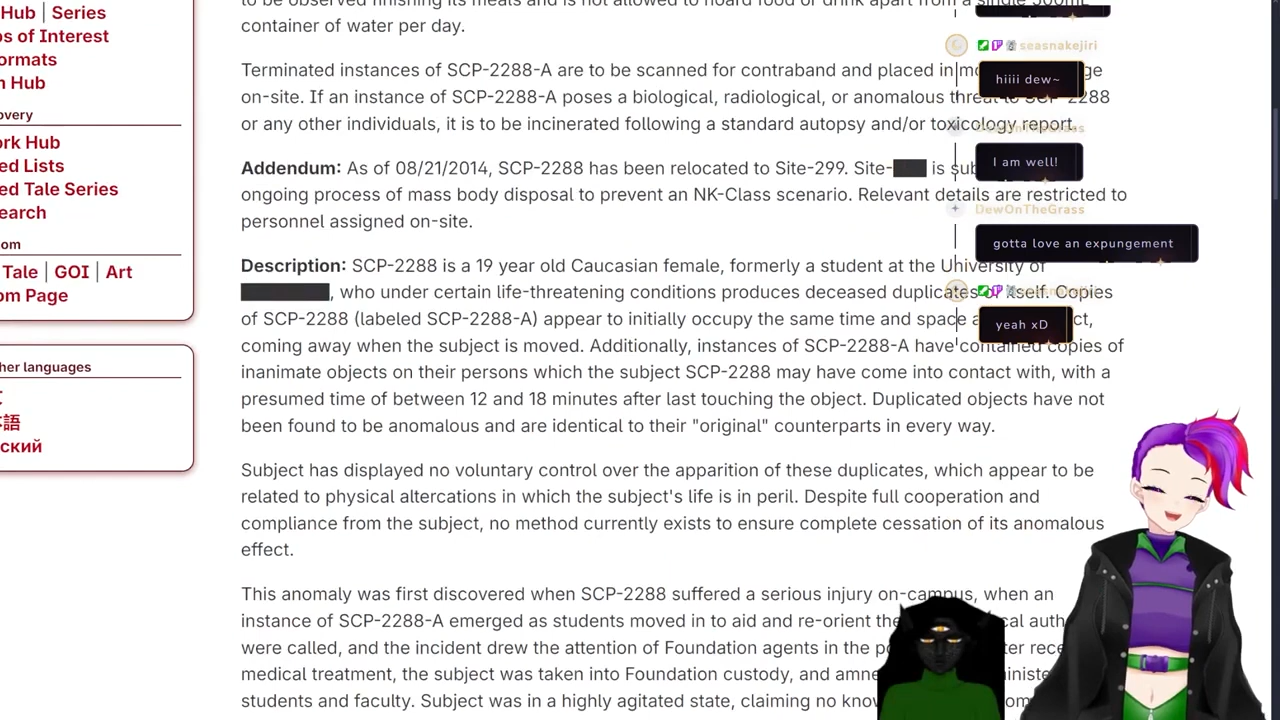 Hub | Series
s of Interest
ormats
m Hub
overy
ork Hub
ed Lists
ed Tale Series
earch
om
Tale | GOI | Art
om Page
her languages
語
ский
to be observed finishing its meals and is not allowed to hoard food or drink apart from a single 500mL
container of water per day.
Terminated instances of SCP-2288-A are to be scanned for contraband and placed in
on-site. If an instance of SCP-2288-A poses a biological, radiological, or anomalous threat to SCP-2288
or any other individuals, it is to be incinerated following a standard autopsy and/or toxicology report.
Addendum: As of 08/21/2014, SCP-2288 has been relocated to Site-299. Site- is
ongoing process of mass body disposal to prevent an NK-Class scenario. Relevant details are restricted to
personnel assigned on-site.
Description: SCP-2288 is a 19 year old Caucasian female, formerly a student at the University of
, who under certain life-threatening conditions produces deceased duplicates of itself. Copies
of SCP-2288 (labeled SCP-2288-A) appear to initially occupy the same time and space
coming away when the subject is moved. Additionally, instances of SCP-2288-A have contained copies of
inanimate objects on their persons which the subject SCP-2288 may have come into contact with, with a
presumed time of between 12 and 18 minutes after last touching the object. Duplicated objects have not
been found to be anomalous and are identical to their "original" counterparts in every way.
Subject has displayed no voluntary control over the apparition of these duplicates, which appear to be
related to physical altercations in which the subject's life is in peril. Despite full cooperation and
compliance from the subject, no method currently exists to ensure complete cessation of its anomalous
effect.
This anomaly was first discovered when SCP-2288 suffered a serious injury on-campus, when an
instance of SCP-2288-A emerged as students moved in to aid and re-orient the
were called, and the incident drew the attention of Foundation agents in the
medical treatment, the subject was taken into Foundation custody, and
students and faculty. Subject was in a highly agitated state, claiming no
seasnakejiri
hiiii dew~
DewOnTheGrass
I am well!
DewOnTheGrass
gotta love an expungement
yeah xD